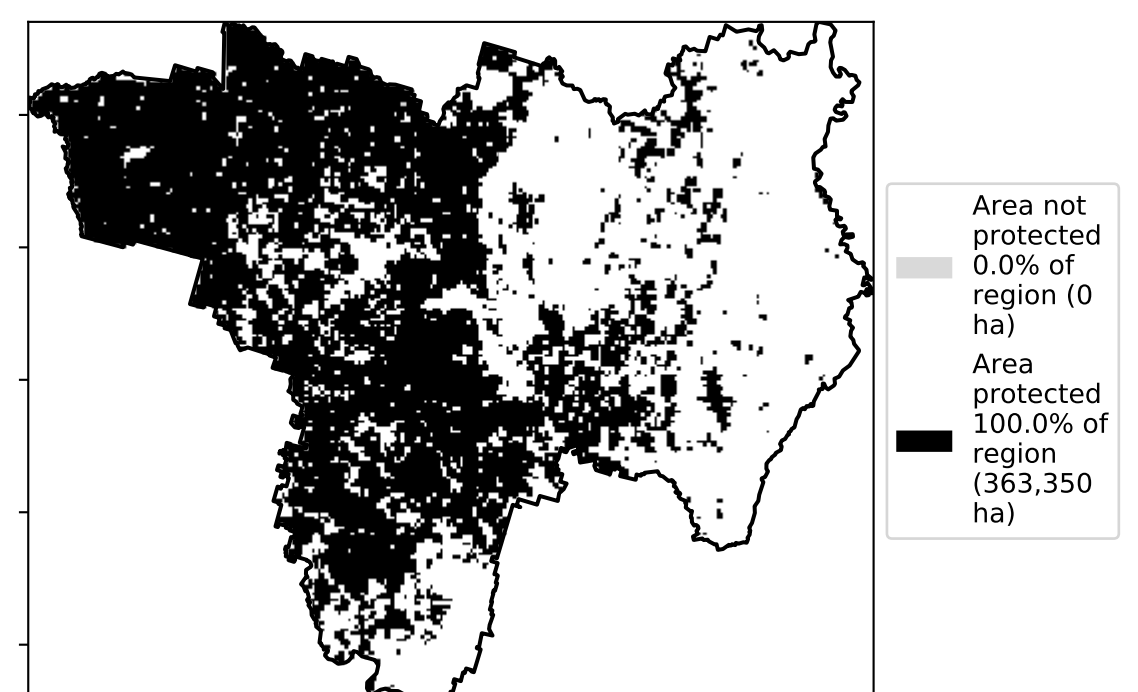 Area not
protected
0.0% of
region (0
ha)
Area
protected
100.0% of
region
(363,350
ha)